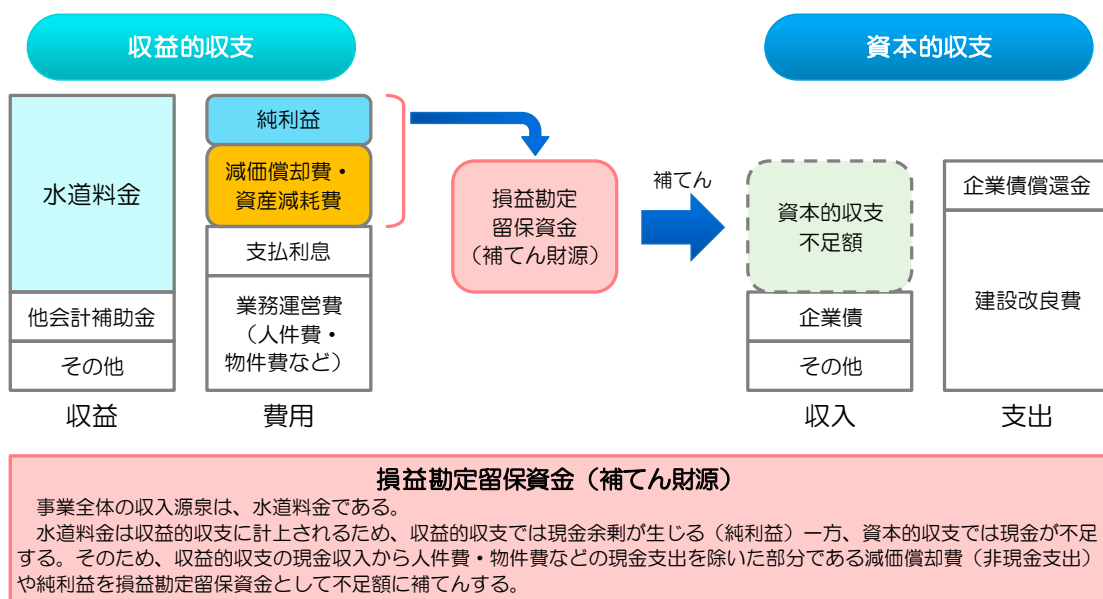 収益的収支
資本的収支
水道料金
他会計補助金
その他
収益
純利益
減価償却費・
資産減耗費
支払利息
業務運営費
(人件費・
物件費など)
費用
損益勘定
留保資金
(補てん財源)
補てん
資本的収支
不足額
企業債
その他
収入
企業債償還金
建設改良費
支出
損益勘定留保資金(補てん財源)
事業全体の収入源泉は、水道料金である。
水道料金は収益的収支に計上されるため、収益的収支では現金余剰が生じる(純利益)一方、資本的収支では現金が不足
する。そのため、収益的収支の現金収入から人件費・物件費などの現金支出を除いた部分である減価償却費(非現金支出)
や純利益を損益勘定留保資金として不足額に補てんする。